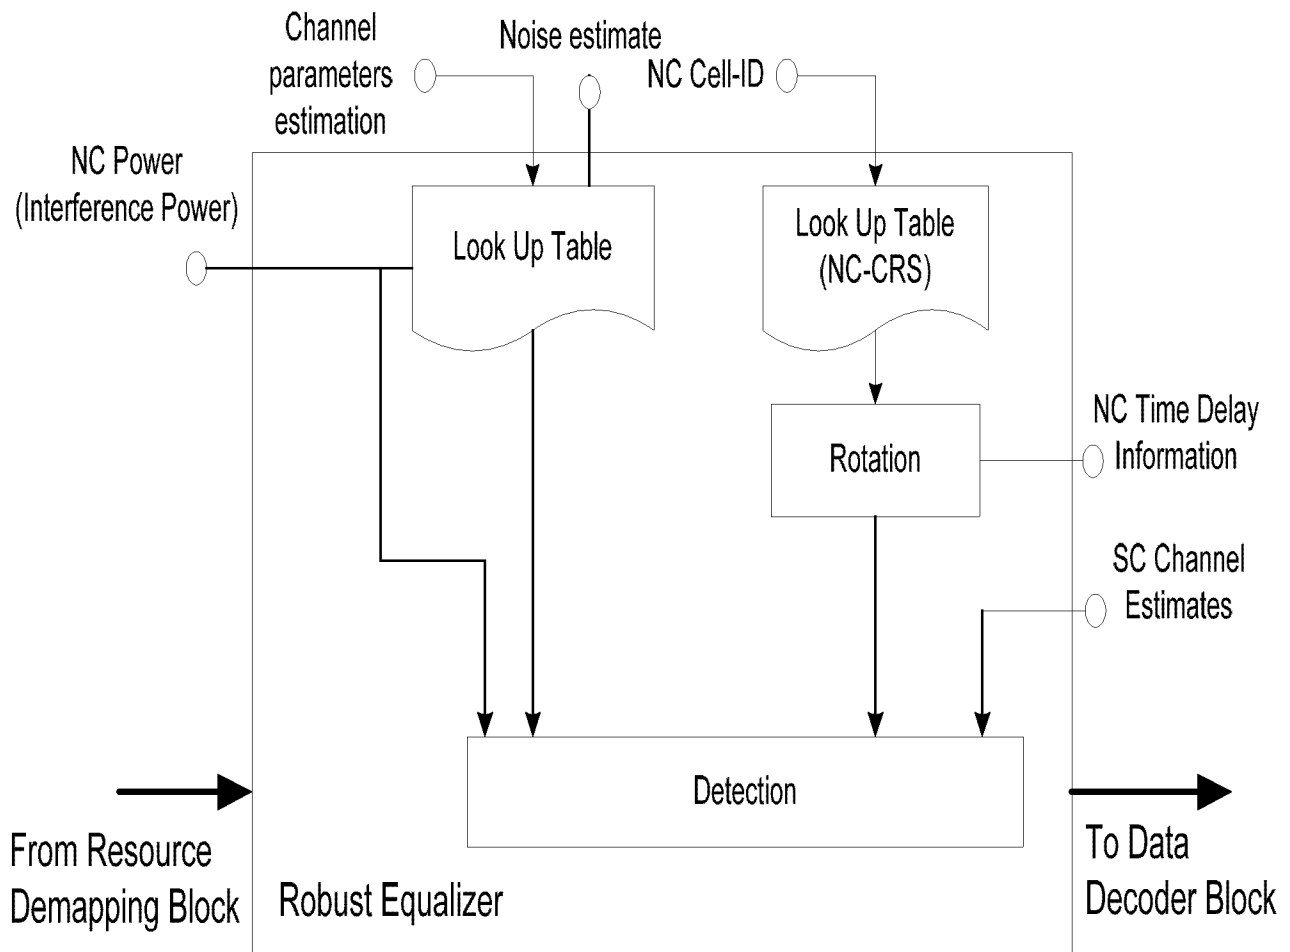 Channel
parameters
estimation
Noise estimate
NC Cell-ID
NC Power
(Interference Power)
Look Up Table
Look Up Table
(NC-CRS)
Rotation
NC Time Delay
Information
SC Channel
Estimates
Detection
From Resource
Demapping Block
Robust Equalizer
To Data
Decoder Block